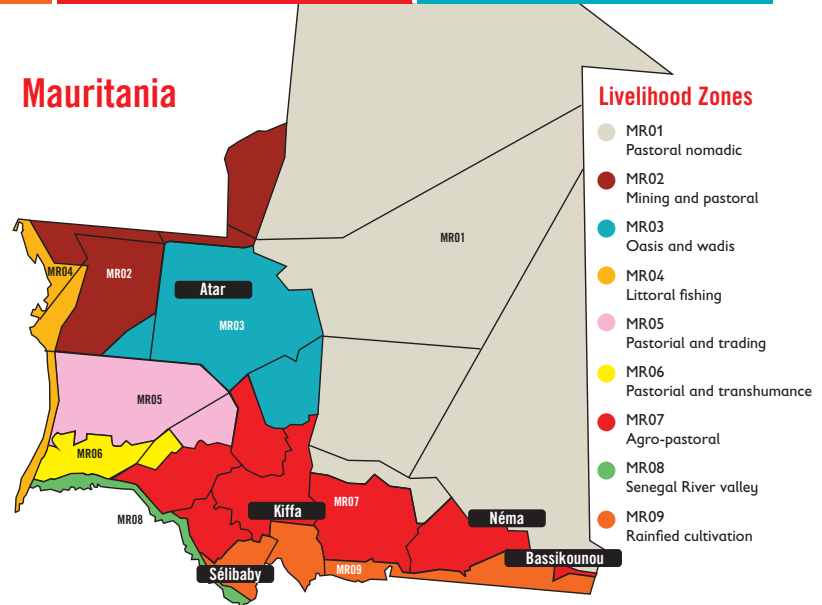 Mauritania
Livelihood Zones
MR01
Pastoral nomadic
MR02
Mining and pastoral
MR03
Oasis and wadis
MR04
Littoral fishing
MR05
Pastorial and trading
MR06
Pastorial and transhumance
MR07
Agro-pastoral
MR08
Senegal River valley
MR09
Rainfied cultivation
MR01
MR04
MR02
Atar
MR03
MR05
MR06
MR07
Kiffa
Néma
MR08
Bassikounou
Sélibaby
MR09